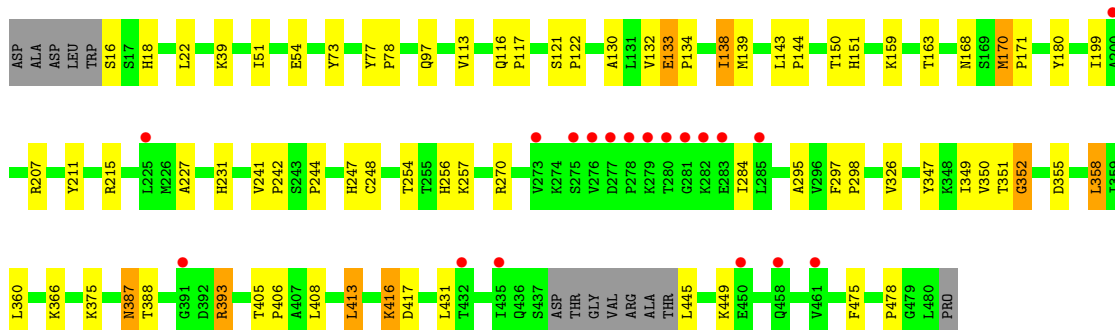 ASP ALA ASP LEU TRP S16 S17 H18 L22 K39 I51 E54 Y73 Y77 P78 Q97 V113 Q116 P117 S121 P122 A130 L131 V132 E133 P134 I138 M139 L143 P144 T150 H151 K159 T163 N168 S169 M170 P171 Y180 I199 A200
R207 Y211 R215 L225 M226 A227 H231 V241 P242 S243 P244 H247 C248 T254 T255 H256 K257 R270 V273 K274 S275 V276 D277 P278 K279 T280 G281 K282 E283 I284 L285 A295 V296 F297 P298 V326 Y347 K348 I349 V350 T351 G352 D355 L358 I359
L360 K366 K375 N387 T388 G391 D392 R393 T405 P406 A407 L408 L413 K416 D417 L431 T432 I435 Q436 S437 ASP THR GLY VAL ARG ALA THR L445 K449 E450 Q458 V461 F475 P478 G479 L480 PRO